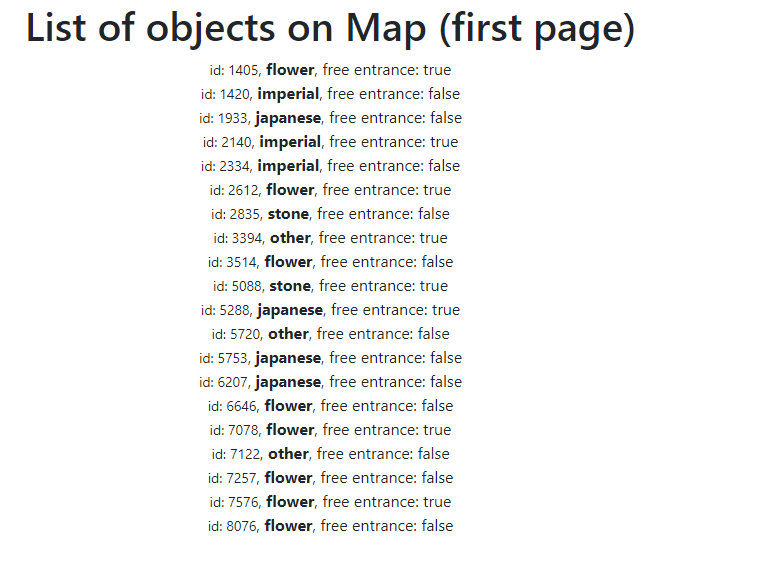 List of objects on Map (first page)
id: 1405, flower, free entrance: true
id: 1420, imperial, free entrance: false
id: 1933, japanese, free entrance: false
id: 2140, imperial, free entrance: true
id: 2334, imperial, free entrance: false
id: 2612, flower, free entrance: true
id: 2835, stone, free entrance: false
id: 3394, other, free entrance: true
id: 3514, flower, free entrance: false
id: 5088, stone, free entrance: true
id: 5288, japanese, free entrance: true
id: 5720, other, free entrance: false
id: 5753, japanese, free entrance: false
id: 6207, japanese, free entrance: false
id: 6646, flower, free entrance: false
id: 7078, flower, free entrance: true
id: 7122, other, free entrance: false
id: 7257, flower, free entrance: false
id: 7576, flower, free entrance: true
id: 8076, flower, free entrance: false